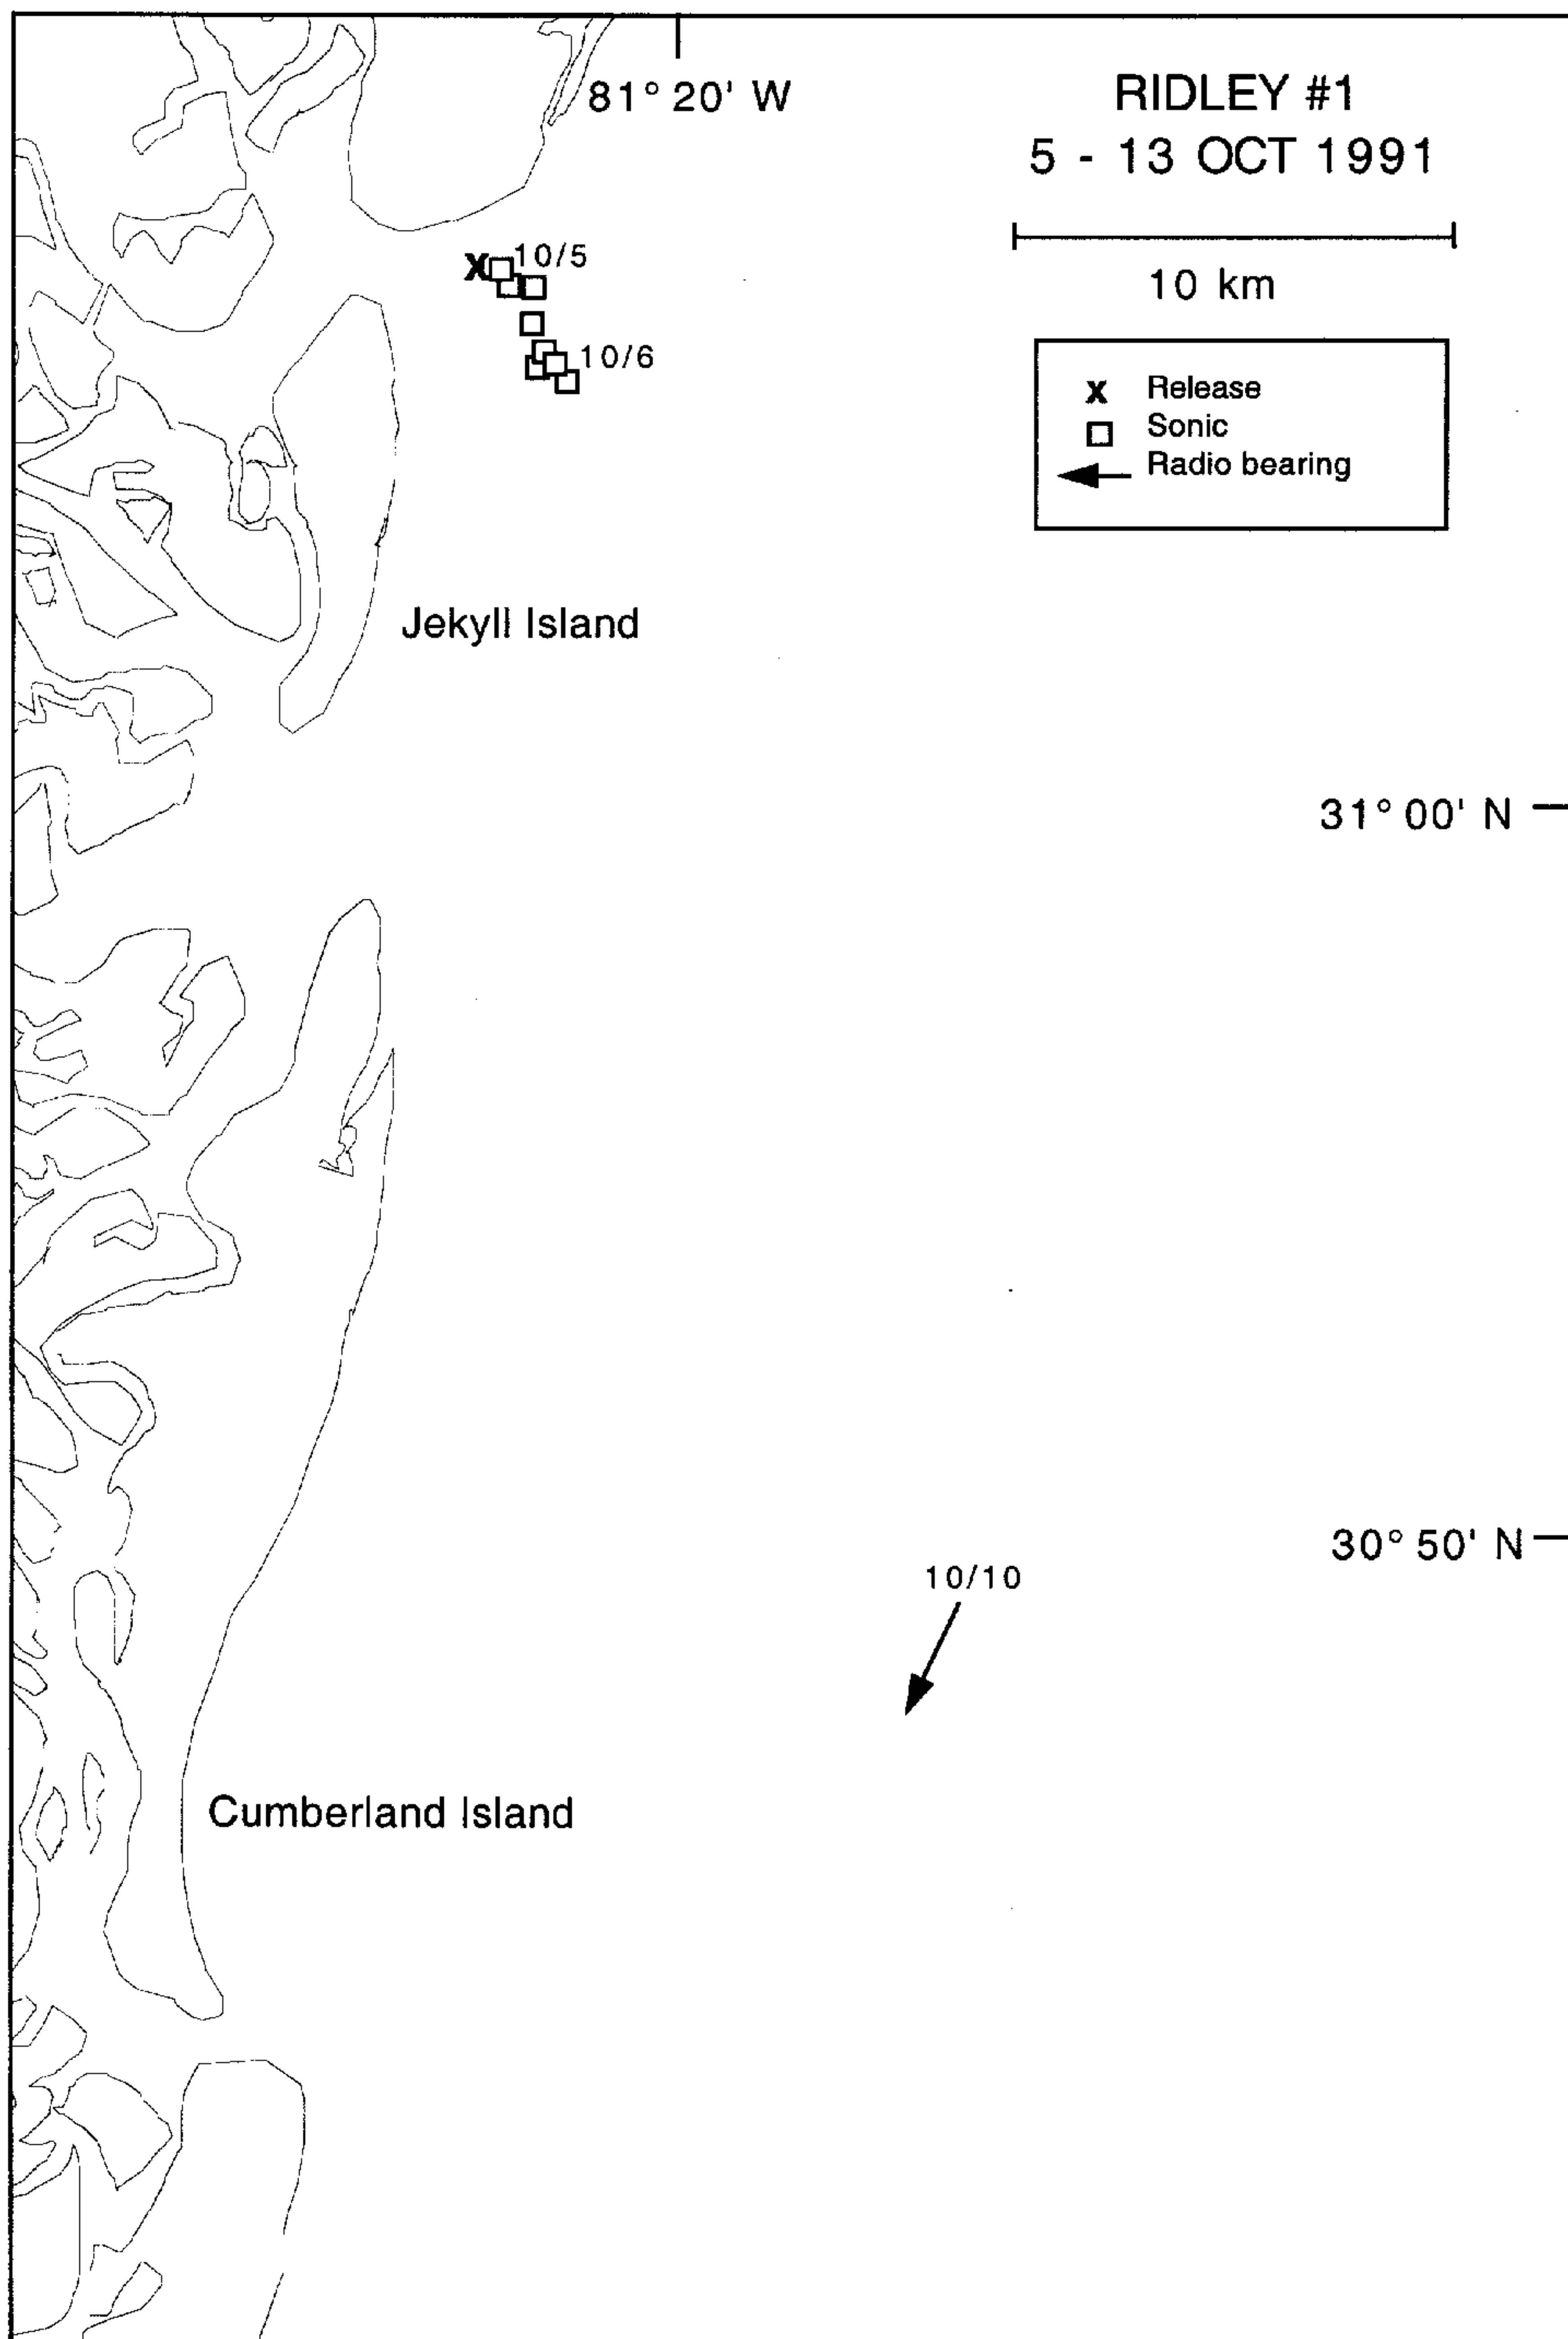 81° 20' W
RIDLEY #1
5 - 13 OCT 1991
10 km
X Release
Sonic
Radio bearing
X 10/5
10/6
Jekyll Island
31° 00' N
30° 50' N
10/10
Cumberland Island